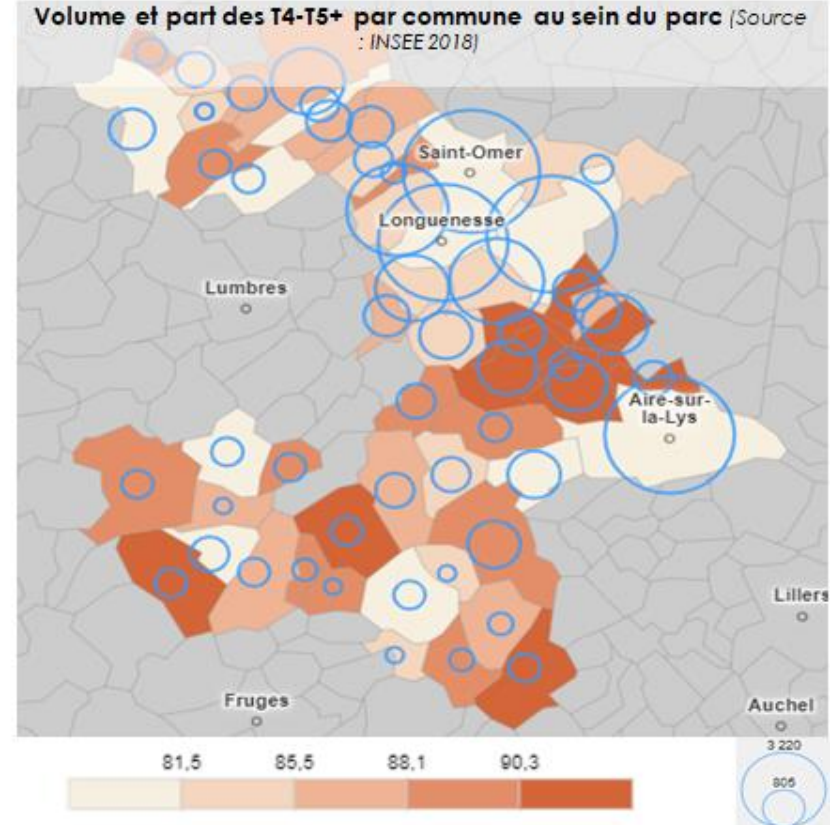 Volume et part des T4-T5+ par commune au sein du parc (Source
: INSEE 2018)
Saint-Omer
Longuenesse
Lumbres
Aire-sur-
la-Lys
Lillers
Fruges
Auchel
81,5 85,5 88,1 90,3
3 220
805